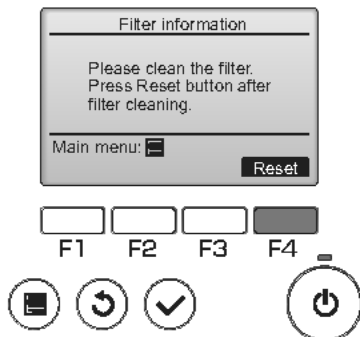 Filter information
Please clean the filter.
Press Reset button after
filter cleaning.
Main menu:
Reset
F1 F2 F3 F4